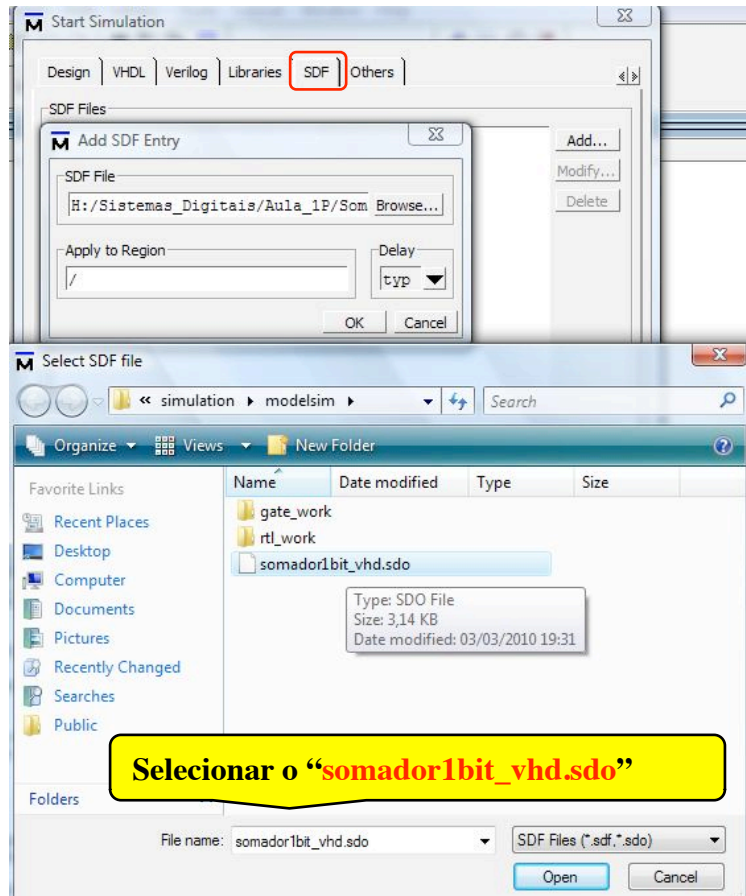 Start Simulation
Design VHDL Verilog Libraries SDF Others
SDF Files
Add SDF Entry
Add...
SDF File
Modify...
H:/Sistemas_Digitais/Aula_1P/Som Browse...
Delete
Apply to Region
Delay
/
typ
OK Cancel
Select SDF file
« simulation modelsim
Search
Organize Views New Folder
Favorite Links
Name Date modified Type Size
Recent Places
gate_work
Desktop
rtl_work
Computer
somador1bit_vhd.sdo
Documents
Type: SDO File
Pictures
Size: 3,14 KB
Recently Changed
Date modified: 03/03/2010 19:31
Searches
Public
Selecionar o “somador1bit_vhd.sdo”
Folders
File name: somador1bit_vhd.sdo
SDF Files (*.sdf,*.sdo)
Open Cancel